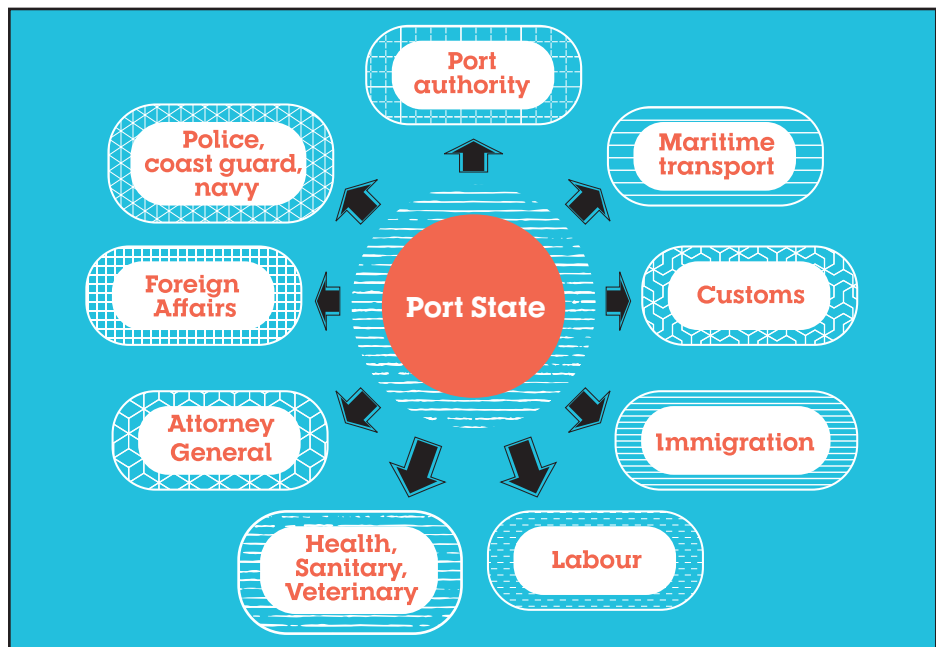 Port
authority
Police,
coast guard,
navy
Maritime
transport
Foreign
Affairs
Port State
Customs
Attorney
General
Immigration
Health,
Sanitary,
Veterinary
Labour